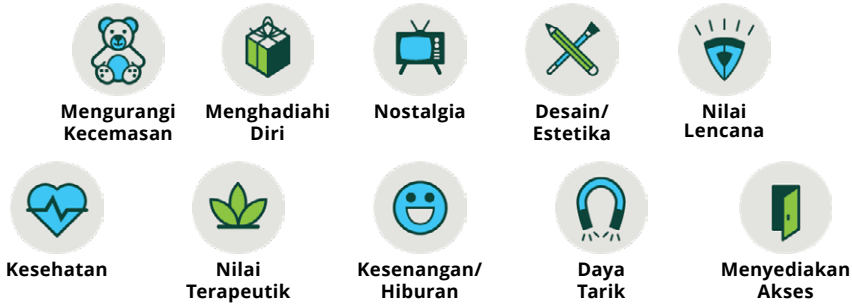 Mengurangi
Kecemasan
Menghadiahi
Diri
Nostalgia
Desain/
Estetika
Nilai
Lencana
Kesehatan
Nilai
Terapeutik
Kesenangan/
Hiburan
Daya
Tarik
Menyediakan
Akses